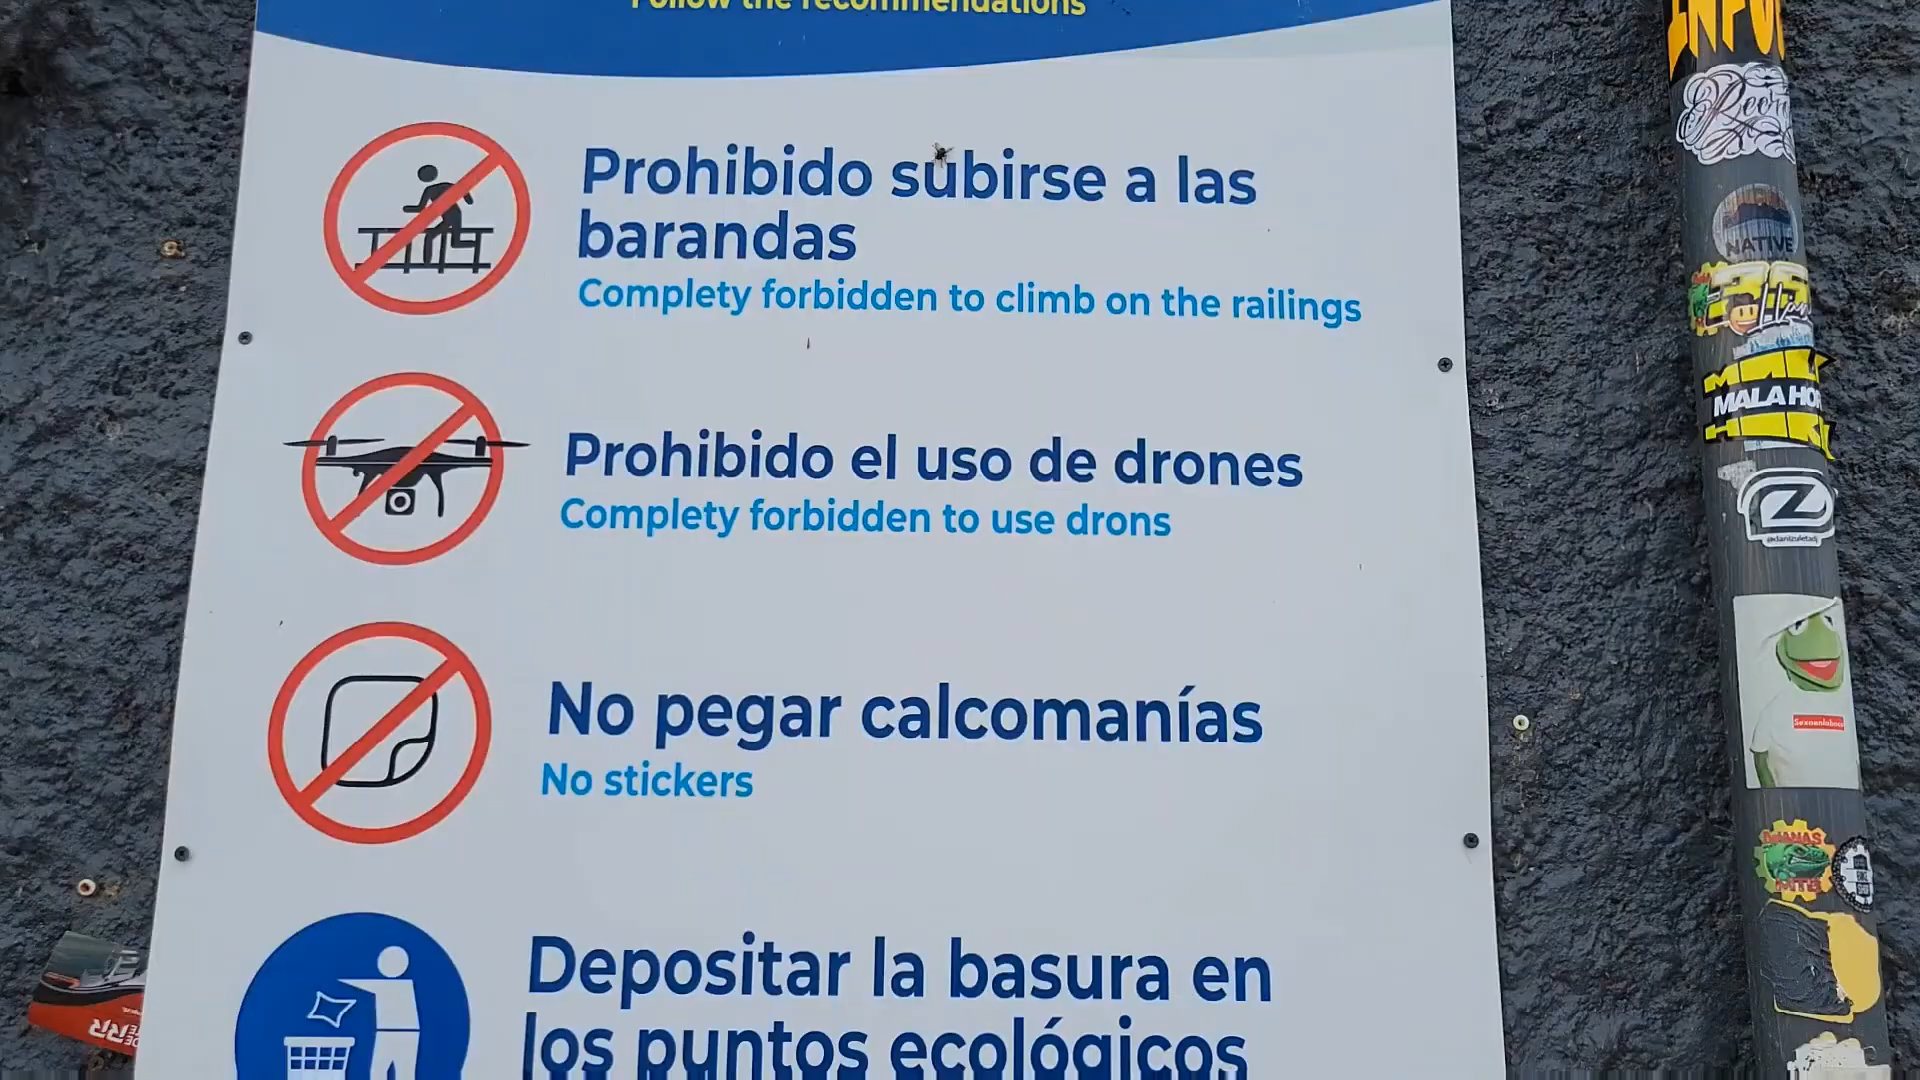 Follow the recommendations
Prohibido subirse a las
barandas
Complety forbidden to climb on the railings
Prohibido el uso de drones
Complety forbidden to use drons
No pegar calcomanías
No stickers
Depositar la basura en
los puntos ecológicos
NATIVE
MALA